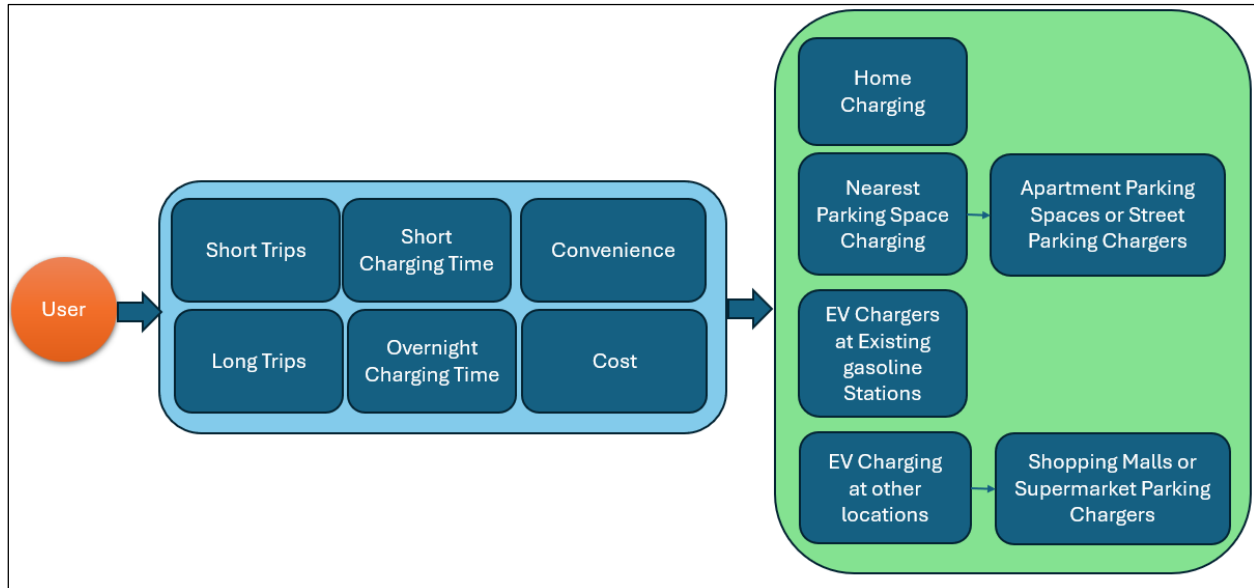 User
Short Trips
Short
Charging Time
Convenience
Long Trips
Overnight
Charging Time
Cost
Home
Charging
Nearest
Parking Space
Charging
Apartment Parking
Spaces or Street
Parking Chargers
EV Chargers
at Existing
gasoline
Stations
EV Charging
at other
locations
Shopping Malls or
Supermarket Parking
Chargers